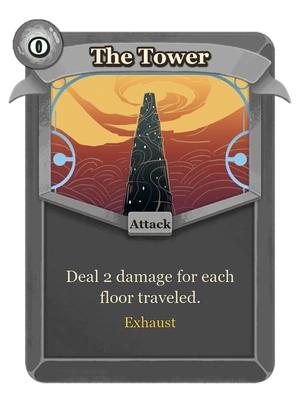 0
The Tower
Attack
Deal 2 damage for each
floor traveled.
Exhaust